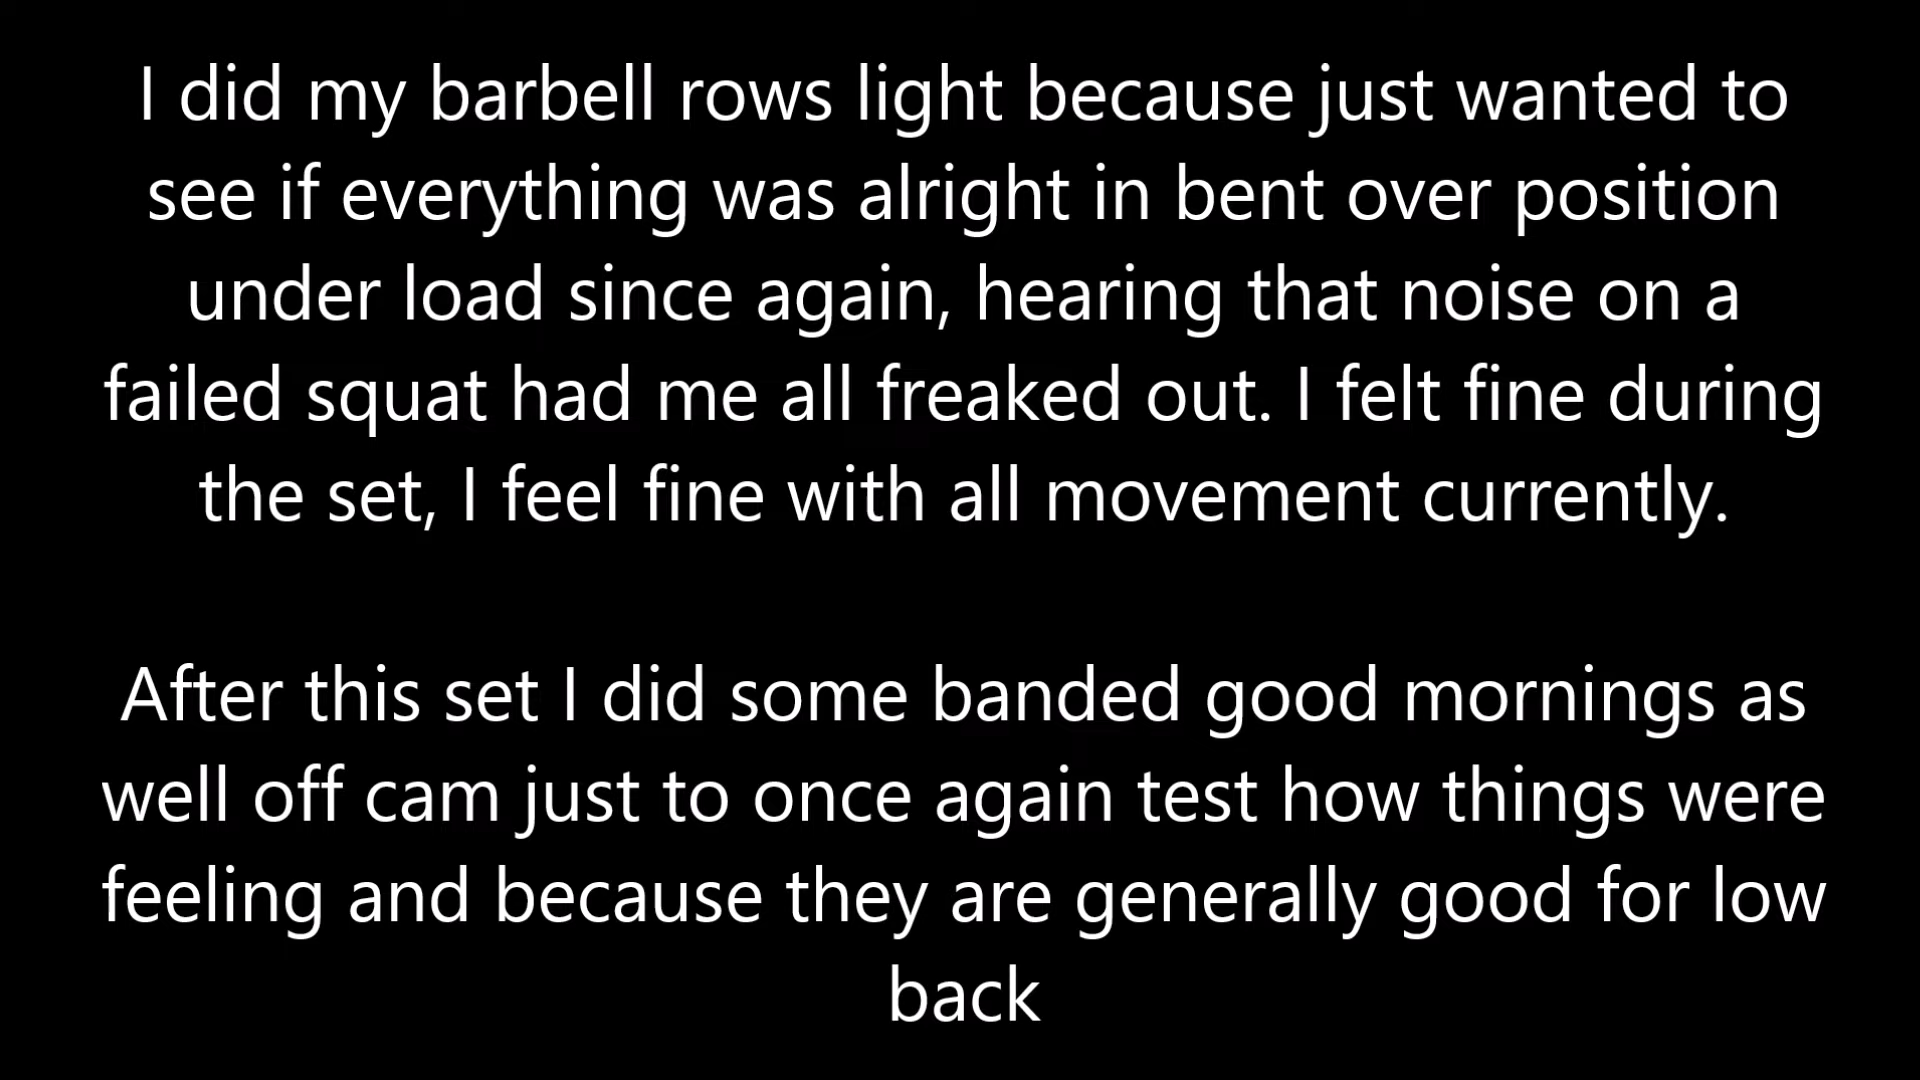 I did my barbell rows light because just wanted to
see if everything was alright in bent over position
under load since again, hearing that noise on a
failed squat had me all freaked out. I felt fine during
the set, I feel fine with all movement currently.
After this set I did some banded good mornings as
well off cam just to once again test how things were
feeling and because they are generally good for low
back